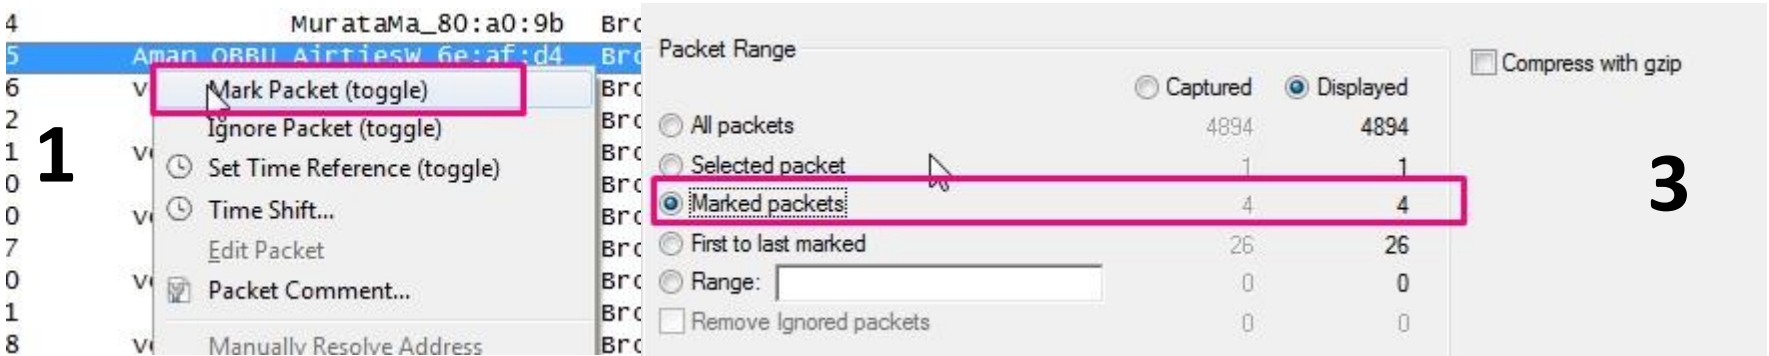 4 MurataMa_80:a0:9b Bro
5 Aman OBBU AirtiesW_6e:af:d4 Bro
6 v Mark Packet (toggle) Bro
2 Ignore Packet (toggle) Bro
1 v Set Time Reference (toggle) Bro
0 Bro
0 v Time Shift... Bro
7 Edit Packet Bro
0 v Packet Comment... Bro
1 Bro
8 v Manually Resolve Address Bro
1
Packet Range
Captured Displayed
All packets 4894 4894
Selected packet 1 1
Marked packets 4 4
First to last marked 26 26
Range: 0 0
Remove Ignored packets 0 0
Compress with gzip
3